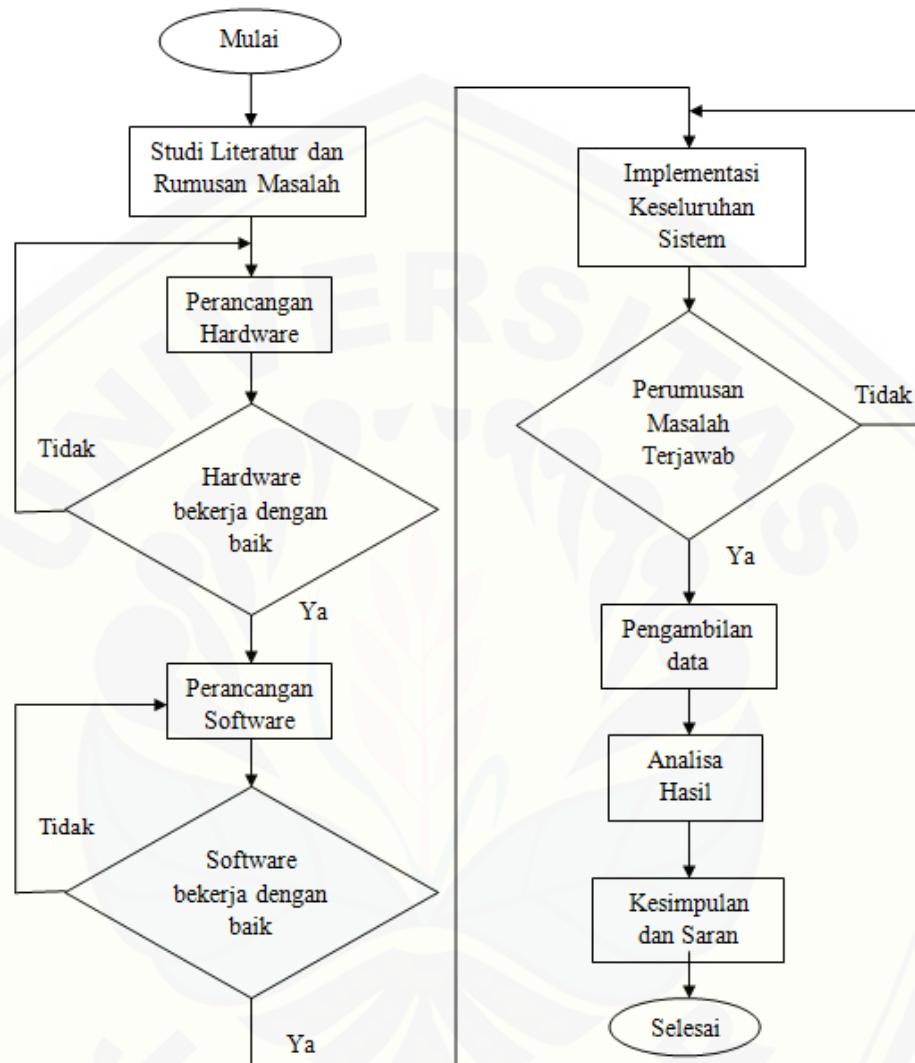 Mulai
Studi Literatur dan
Rumusan Masalah
Perancangan
Hardware
Tidak
Hardware
bekerja dengan
baik
Ya
Perancangan
Software
Tidak
Software
bekerja dengan
baik
Ya
Implementasi
Keseluruhan
Sistem
Perumusan
Masalah
Terjawab
Tidak
Ya
Pengambilan
data
Analisa
Hasil
Kesimpulan
dan Saran
Selesai
UNIVERSITAS